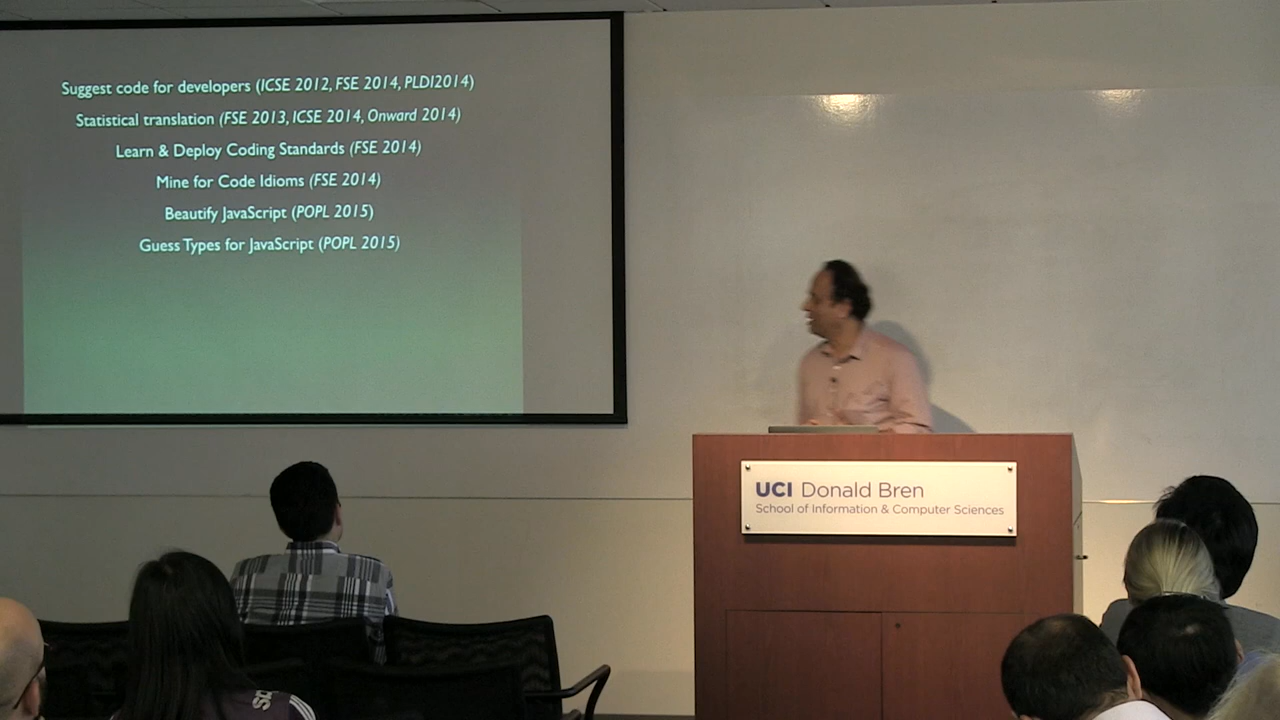 Suggest code for developers (ICSE 2012, FSE 2014, PLDI2014)
Statistical translation (FSE 2013, ICSE 2014, Onward 2014)
Learn & Deploy Coding Standards (FSE 2014)
Mine for Code Idioms (FSE 2014)
Beautify JavaScript (POPL 2015)
Guess Types for JavaScript (POPL 2015)
UCI Donald Bren
School of Information & Computer Sciences